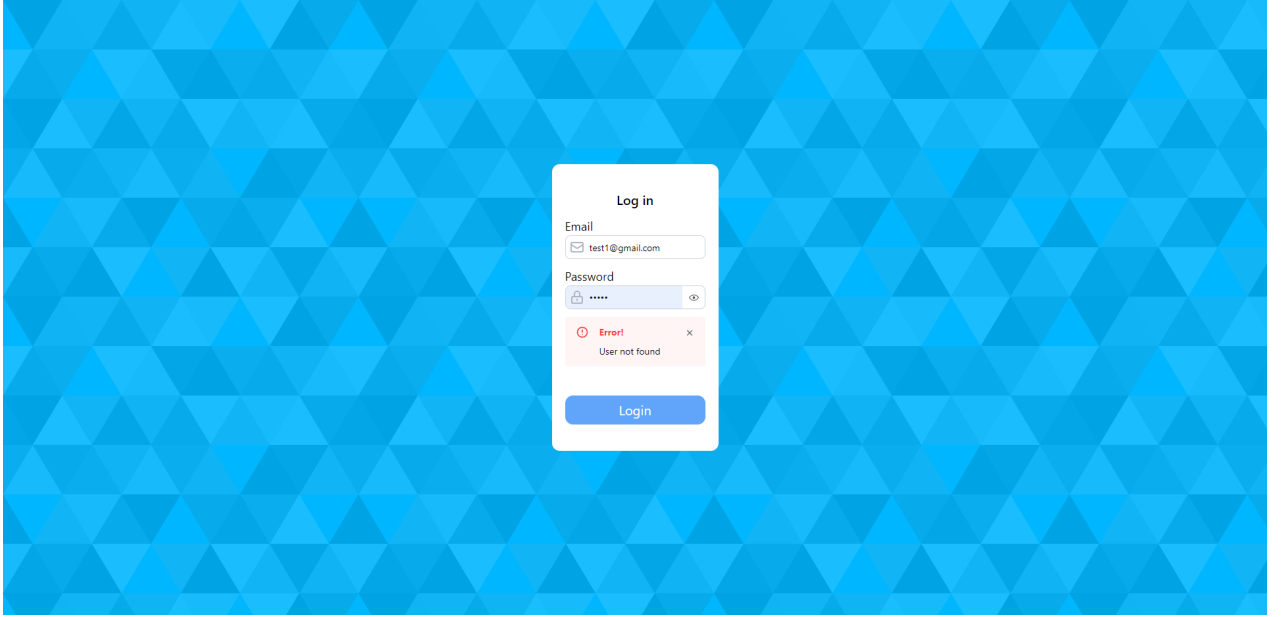 Log in
Email
test1@gmail.com
Password
•••••
Error!
User not found
Login